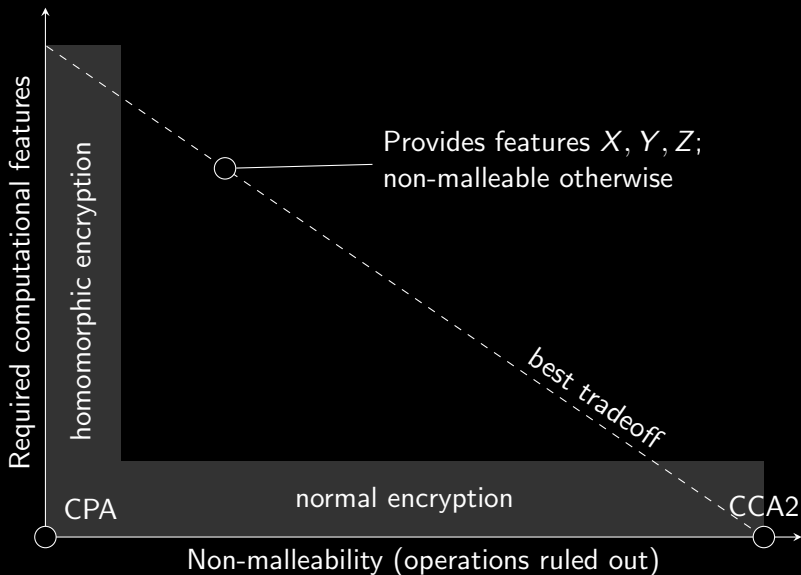 Required computational features
homomorphic encryption
Provides features X, Y, Z;
non-malleable otherwise
best tradeoff
CPA
normal encryption
CCA2
Non-malleability (operations ruled out)